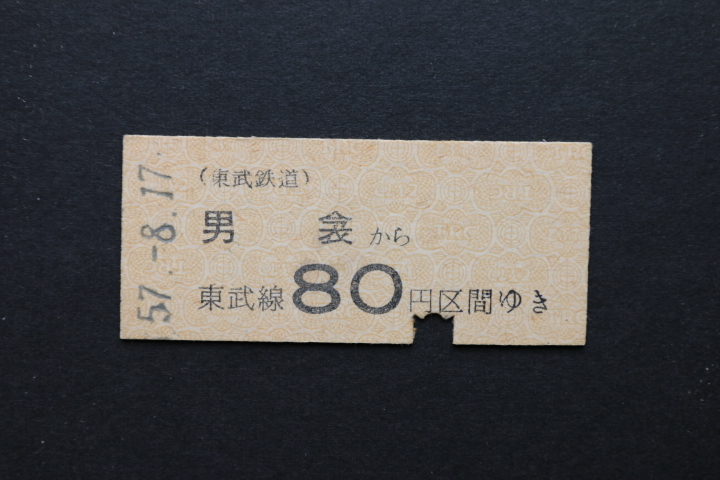 57.-8.17
(東武鉄道)
男衾から
東武線80円区間ゆき